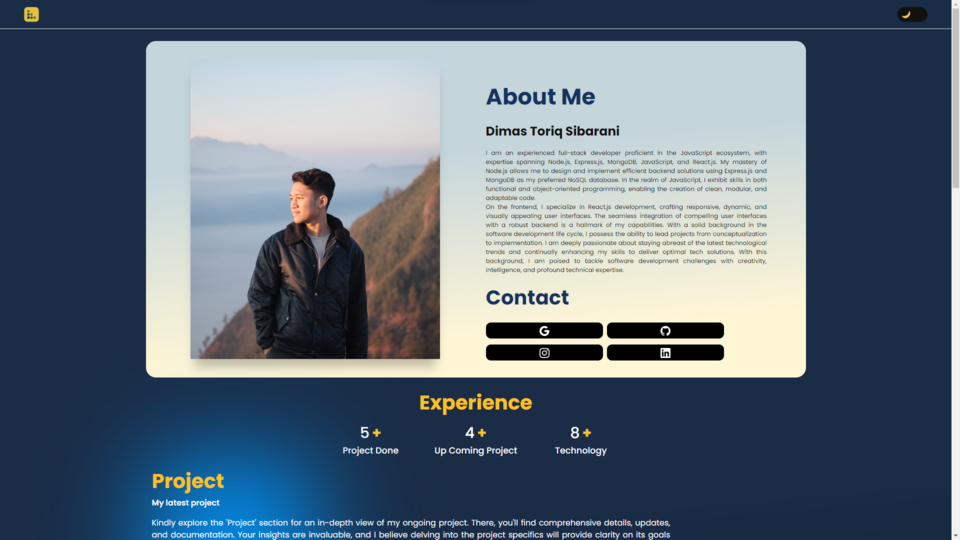 About Me
Dimas Toriq Sibarani
I am an experienced full-stack developer proficient in the JavaScript ecosystem, with
expertise spanning Node.js, Express.js, MongoDB, JavaScript, and React.js. My mastery of
Node.js allows me to design and implement efficient backend solutions using Express.js and
MongoDB as my preferred NoSQL database. In the realm of JavaScript, I exhibit skills in both
functional and object-oriented programming, enabling the creation of clean, modular, and
adaptable code.
On the frontend, I specialize in React.js development, crafting responsive, dynamic, and
visually appealing user interfaces. The seamless integration of compelling user interfaces
with a robust backend is a hallmark of my capabilities. With a solid background in the
software development life cycle, I possess the ability to lead projects from conceptualization
to implementation. I am deeply passionate about staying abreast of the latest technological
trends and continually enhancing my skills to deliver optimal tech solutions. With this
background, I am poised to tackle software development challenges with creativity,
intelligence, and profound technical expertise.
Contact
Experience
5 + 4 + 8 +
Project Done Up Coming Project Technology
Project
My latest project
Kindly explore the 'Project' section for an in-depth view of my ongoing project. There, you'll find comprehensive details, updates,
and documentation. Your insights are invaluable, and I believe delving into the project specifics will provide clarity on its goals